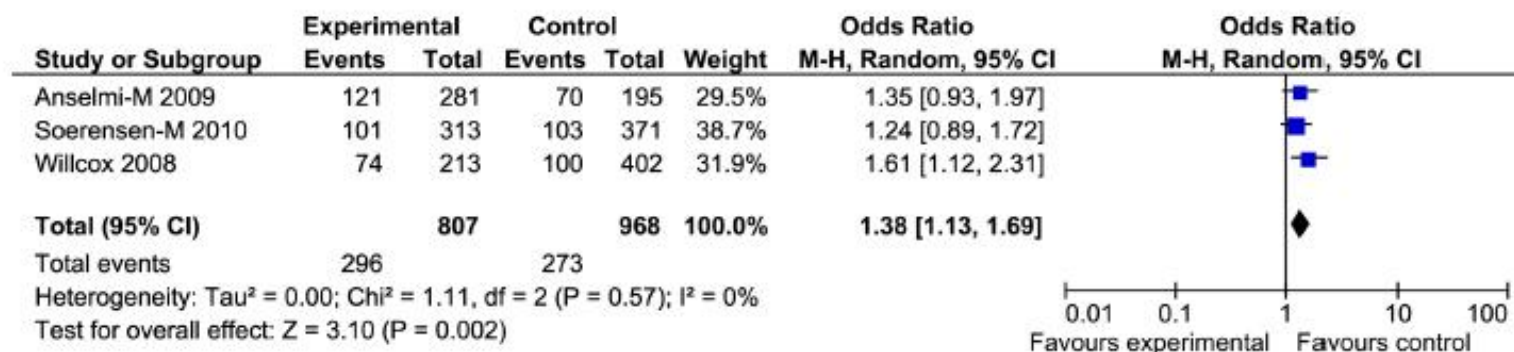 Experimental Control Odds Ratio Odds Ratio
Study or Subgroup Events Total Events Total Weight M-H, Random, 95% CI M-H, Random, 95% CI
Anselmi-M 2009 121 281 70 195 29.5% 1.35 [0.93, 1.97]
Soerensen-M 2010 101 313 103 371 38.7% 1.24 [0.89, 1.72]
Willcox 2008 74 213 100 402 31.9% 1.61 [1.12, 2.31]
Total (95% CI) 807 968 100.0% 1.38 [1.13, 1.69]
Total events 296 273
Heterogeneity: Tau² = 0.00; Chi² = 1.11, df = 2 (P = 0.57); I² = 0%
Test for overall effect: Z = 3.10 (P = 0.002)
0.01 0.1 1 10 100
Favours experimental Favours control